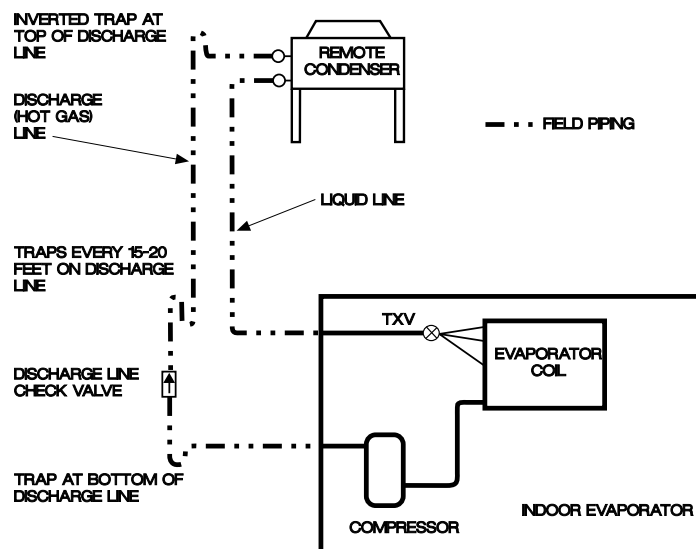 INVERTED TRAP AT
TOP OF DISCHARGE
LINE
REMOTE
CONDENSER
DISCHARGE
(HOT GAS)
LINE
FIELD PIPING
LIQUID LINE
TRAPS EVERY 15-20
FEET ON DISCHARGE
LINE
TXV
EVAPORATOR
COIL
DISCHARGE LINE
CHECK VALVE
TRAP AT BOTTOM OF
DISCHARGE LINE
COMPRESSOR
INDOOR EVAPORATOR